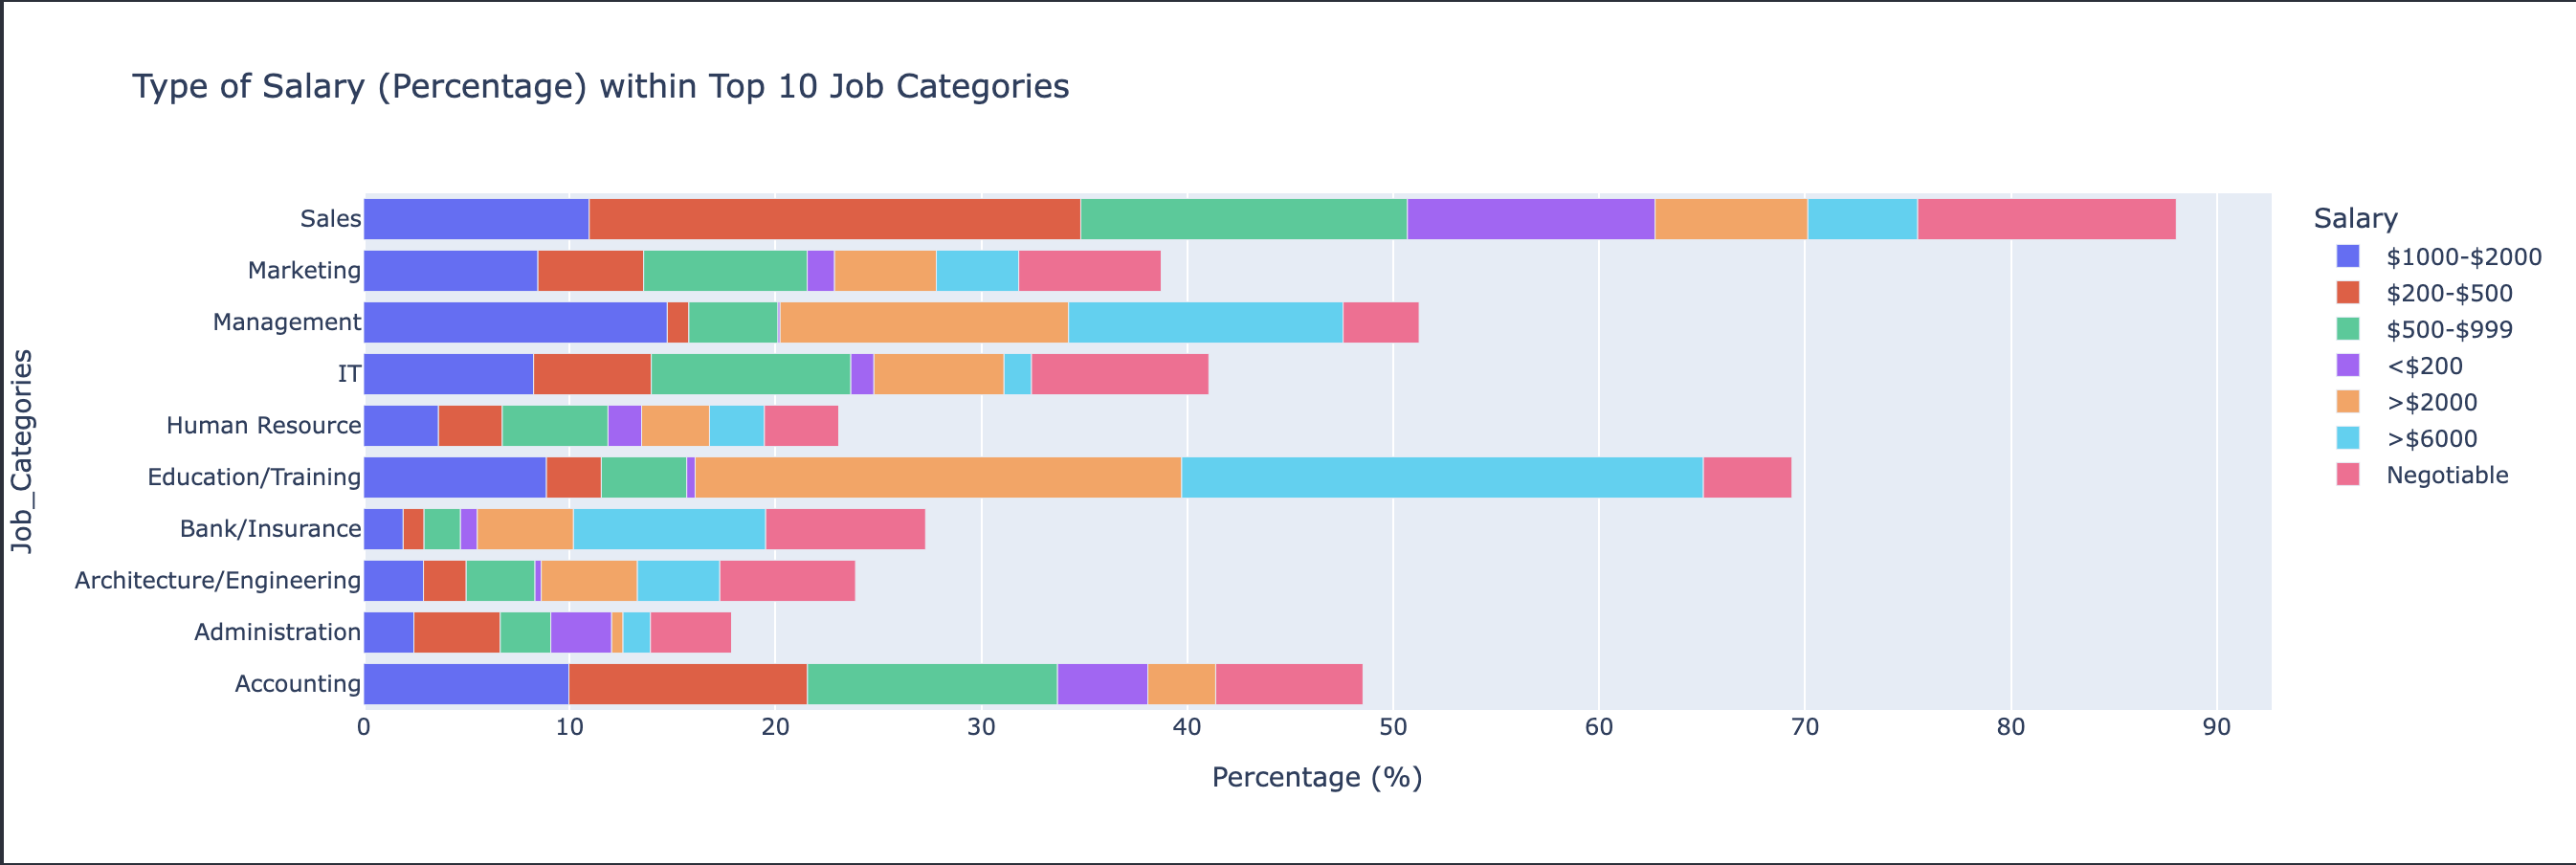 Type of Salary (Percentage) within Top 10 Job Categories
Job_Categories
Sales
Marketing
Management
IT
Human Resource
Education/Training
Bank/Insurance
Architecture/Engineering
Administration
Accounting
0 10 20 30 40 50 60 70 80 90
Percentage (%)
Salary
$1000-$2000
$200-$500
$500-$999
<$200
>$2000
>$6000
Negotiable